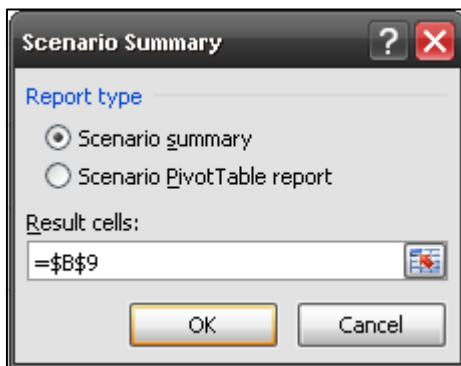 Scenario Summary ?
Report type
Scenario summary
Scenario PivotTable report
Result cells:
=$B$9
OK Cancel